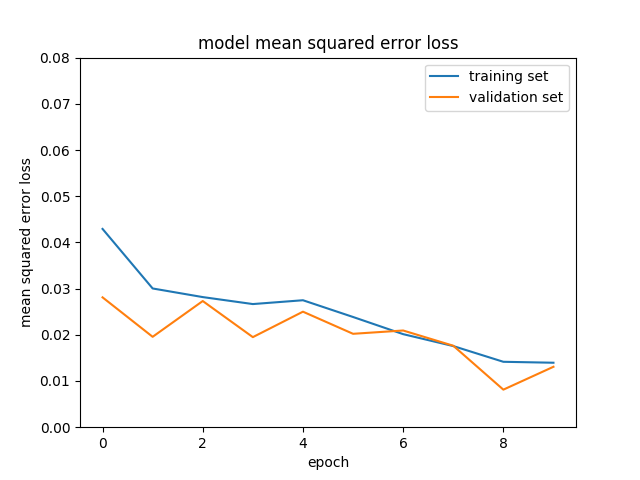 model mean squared error loss
training set
validation set
0.08
0.07
0.06
0.05
0.04
0.03
0.02
0.01
0.00
mean squared error loss
0 2 4 6 8
epoch